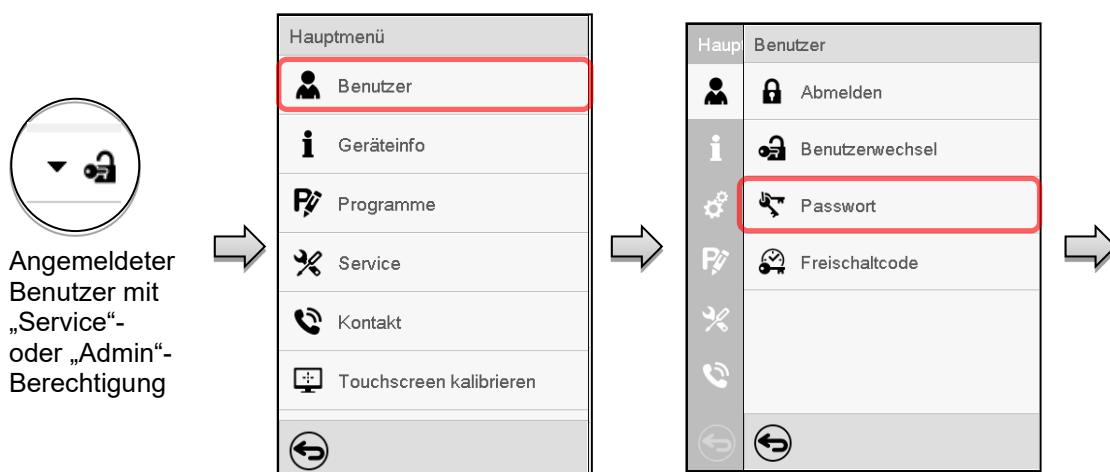 Angemeldeter
Benutzer mit
„Service“-
oder „Admin“-
Berechtigung
Hauptmenü
Benutzer
Geräteinfo
Programme
Service
Kontakt
Touchscreen kalibrieren
Haup
Benutzer
Abmelden
Benutzerwechsel
Passwort
Freischaltcode